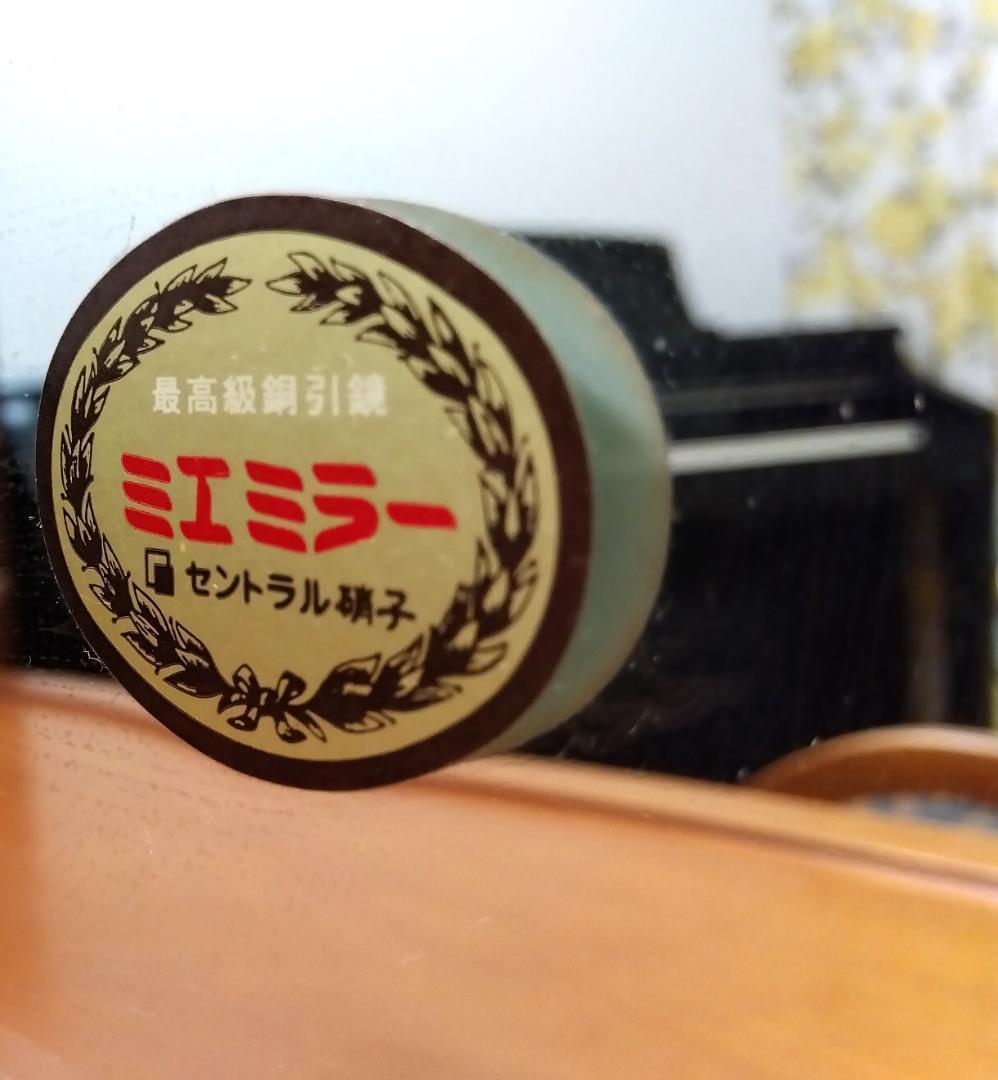 最高級銅引鏡
ミエミラー
セントラル硝子